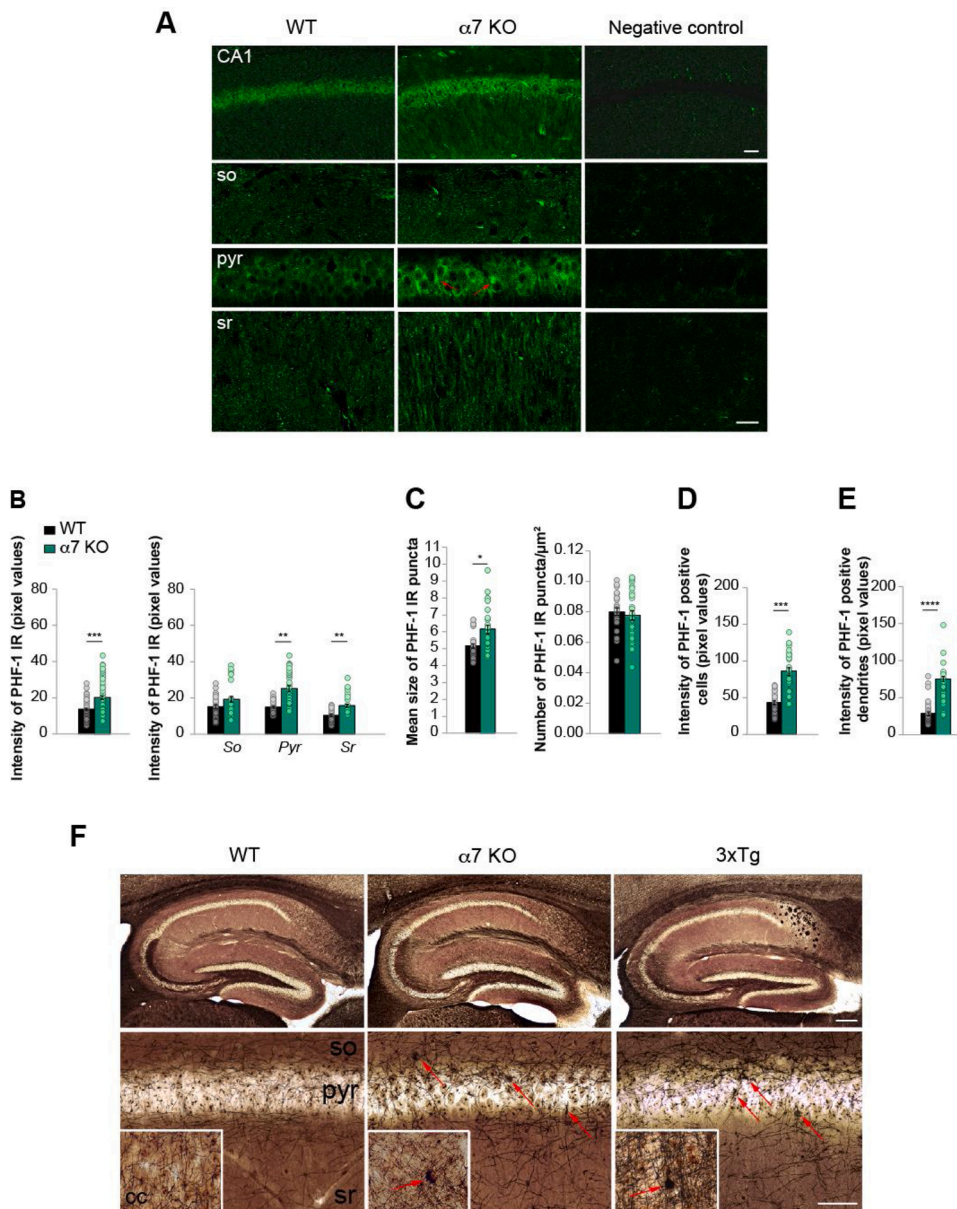 A
WT
α7 KO
Negative control
CA1
so
pyr
sr
B
WT
α7 KO
Intensity of PHF-1 IR (pixel values)
80
60
40
20
0
***
Intensity of PHF-1 IR (pixel values)
80
60
40
20
0
**
**
So
Pyr
Sr
C
Mean size of PHF-1 IR puncta
11
10
9
8
7
6
5
4
3
2
1
0
*
Number of PHF-1 IR puncta/µm²
0.12
0.10
0.08
0.06
0.04
0.02
0.00
D
Intensity of PHF-1 positive
cells (pixel values)
200
150
100
50
0
***
E
Intensity of PHF-1 positive
dendrites (pixel values)
200
150
100
50
0
****
F
WT
α7 KO
3xTg
so
pyr
cc
sr